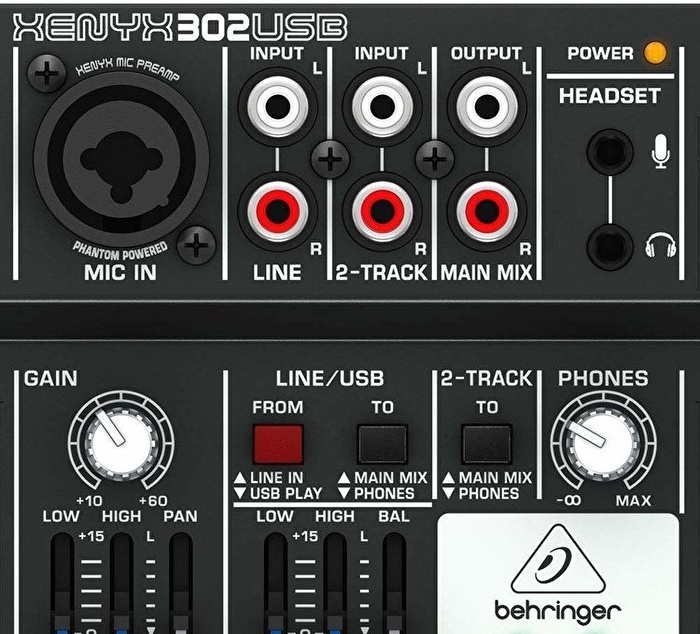 XENYX302USB
XENYX MIC PREAMP
PHANTOM POWERED
MIC IN
INPUT
L
R
LINE
INPUT
L
R
2-TRACK
OUTPUT
L
R
MAIN MIX
POWER
HEADSET
GAIN
+10 +60
LOW HIGH PAN
+15 L
LINE/USB
FROM TO
▲LINE IN ▲MAIN MIX
▼USB PLAY ▼PHONES
LOW HIGH BAL
+15 L
2-TRACK
TO
▲MAIN MIX
▼PHONES
PHONES
-∞ MAX
behringer